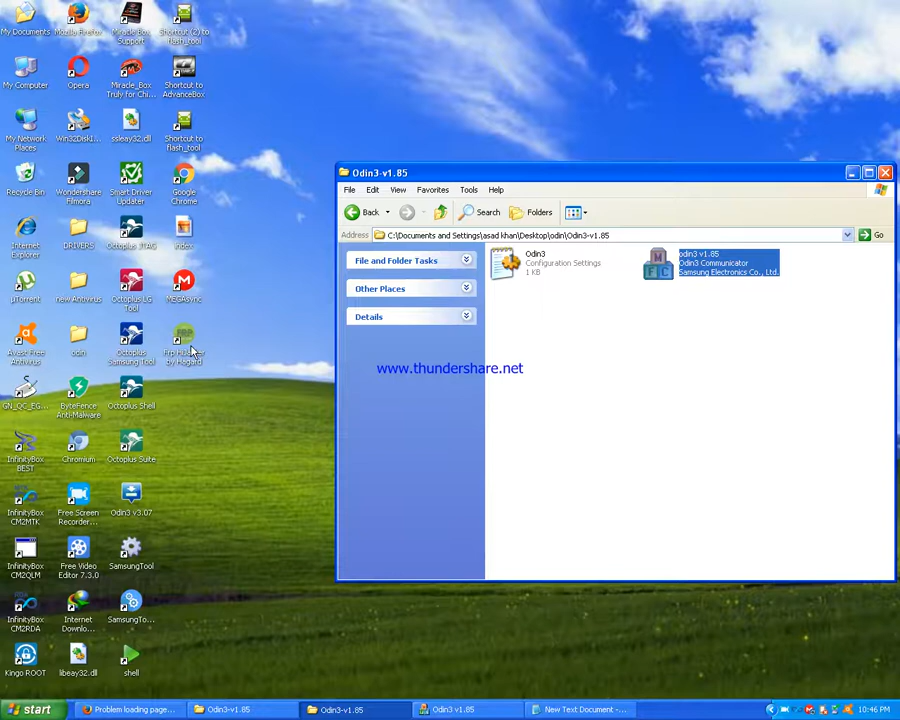 My Documents
Mozilla Firefox
Miracle Box
Support
Shortcut (2) to
flash_tool
My Computer
Opera
Miracle_Box
Truly for Chi...
Shortcut to
AdvanceBox
My Network
Places
Win32DiskI...
ssleay32.dll
Shortcut to
flash_tool
Recycle Bin
Wondershare
Filmora
Smart Driver
Updater
Google
Chrome
Internet
Explorer
DRIVERS
Octoplus JTAG
index
µTorrent
new Antivirus
Octoplus LG
Tool
MEGAsync
Avast Free
Antivirus
odin
Octoplus
Samsung Tool
FRP
by Hagard
GN_QC_EG...
ByteFence
Anti-Malware
Octoplus Shell
InfinityBox
BEST
Chromium
Octoplus Suite
InfinityBox
CM2MTK
Free Screen
Recorder...
Odin3 v3.07
InfinityBox
CM2QLM
Free Video
Editor 7.3.0
SamsungTool
InfinityBox
CM2RDA
Internet
Downlo...
SamsungTo...
Kingo ROOT
libeay32.dll
shell
Odin3-v1.85
File Edit View Favorites Tools Help
Back Search Folders
Address C:\Documents and Settings\asad khan\Desktop\odin\Odin3-v1.85 Go
File and Folder Tasks
Other Places
Details
Odin3
Configuration Settings
1 KB
M
F C
odin3 v1.85
Odin3 Communicator
Samsung Electronics Co., Ltd.
www.thundershare.net
start
Problem loading page...
Odin3-v1.85
Odin3-v1.85
Odin3 v1.85
New Text Document -...
10:46 PM